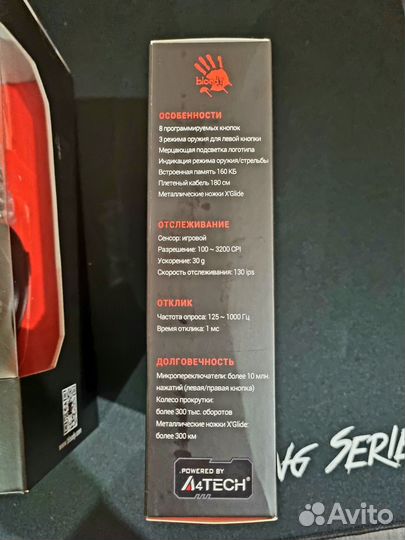 bloody
ОСОБЕННОСТИ
8 программируемых кнопок
3 режима оружия для левой кнопки
Мерцающая подсветка логотипа
Индикация режима оружия/стрельбы
Встроенная память 160 КБ
Плетеный кабель 180 см
Металлические ножки X'Glide
ОТСЛЕЖИВАНИЕ
Сенсор: игровой
Разрешение: 100 ~ 3200 CPI
Ускорение: 30 g
Скорость отслеживания: 130 ips
ОТКЛИК
Частота опроса: 125 ~ 1000 Гц
Время отклика: 1 мс
ДОЛГОВЕЧНОСТЬ
Микропереключатели: более 10 млн.
нажатий (левая/правая кнопка)
Колесо прокрутки:
более 300 тыс. оборотов
Металлические ножки X'Glide:
более 300 км
POWERED BY
A4TECH
NG SERIE
Avito